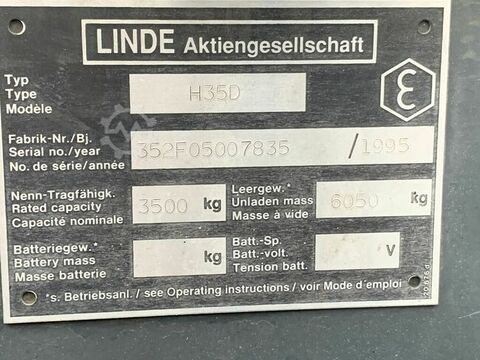 LINDE Aktiengesellschaft
Typ
Type H35D
Modèle
Fabrik-Nr./Bj.
Serial no./year 352F05007835 /1995
No. de série/année
Nenn-Tragfähigk. Leergew.*
Rated capacity 3500 kg Unladen mass 6050 kg
Capacité nominale Masse à vide
Batteriegew.* Batt.-Sp.
Battery mass kg Batt.-volt. V
Masse batterie Tension batt.
*s. Betriebsanl. / see Operating instructions / voir Mode d'emploi